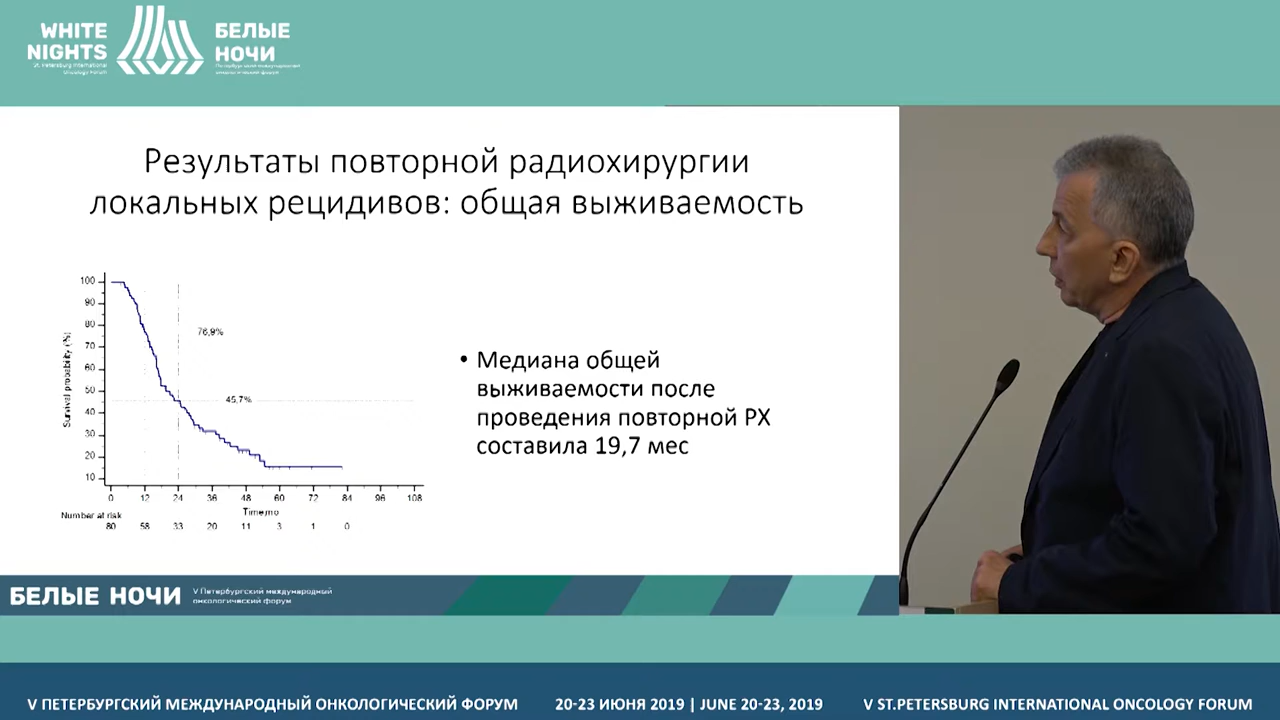 WHITE
NIGHTS
St. Petersburg International
Oncology Forum
БЕЛЫЕ
НОЧИ
Петербургский международный
онкологический форум
Результаты повторной радиохирургии
локальных рецидивов: общая выживаемость
100
90
80
70
60
50
40
30
20
10
Survival probability (%)
76,9%
45,7%
0 12 24 36 48 60 72 84 96 108
Time,mo
Number at risk
80 58 33 20 11 3 1 0
• Медиана общей
выживаемости после
проведения повторной РХ
составила 19,7 мес
БЕЛЫЕ НОЧИ
V Петербургский международный
онкологический форум
V ПЕТЕРБУРГСКИЙ МЕЖДУНАРОДНЫЙ ОНКОЛОГИЧЕСКИЙ ФОРУМ
20-23 ИЮНЯ 2019 | JUNE 20-23, 2019
V ST.PETERSBURG INTERNATIONAL ONCOLOGY FORUM